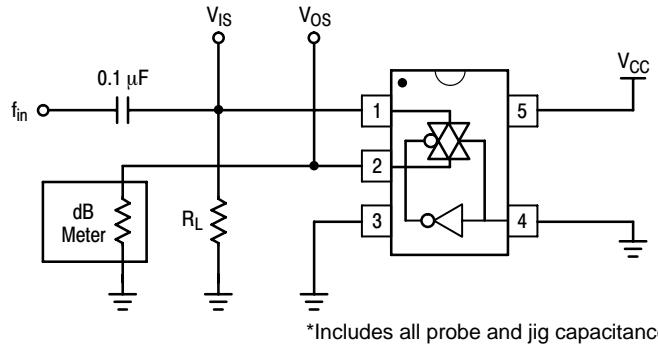 V_IS
V_OS
0.1 μF
f_in
V_CC
1
5
2
dB
Meter
R_L
3
4
*Includes all probe and jig capacitance